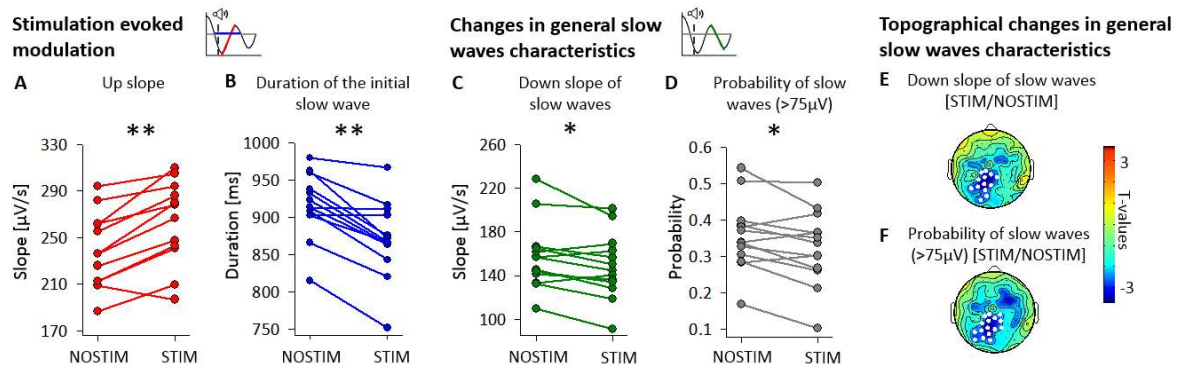 Stimulation evoked
modulation
Changes in general slow
waves characteristics
Topographical changes in general
slow waves characteristics
A
Up slope
**
Slope [µV/s]
330
290
250
210
170
NOSTIM
STIM
B
Duration of the initial
slow wave
**
Duration [ms]
1000
950
900
850
800
750
NOSTIM
STIM
C
Down slope of
slow waves
*
Slope [µV/s]
260
220
180
140
100
NOSTIM
STIM
D
Probability of slow
waves (>75µV)
*
Probability
0.6
0.5
0.4
0.3
0.2
0.1
NOSTIM
STIM
E
Down slope of slow waves
[STIM/NOSTIM]
F
Probability of slow waves
(>75µV) [STIM/NOSTIM]
3
T-values
-3